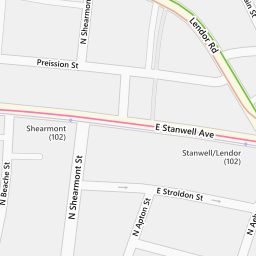 N Shearmont
Lendor Rd
Preission St
E Stanwell Ave
Shearmont
(102)
Stanwell/Lendor
(102)
N Beache St
N Shearmont St
E Stroldon St
N Apton St